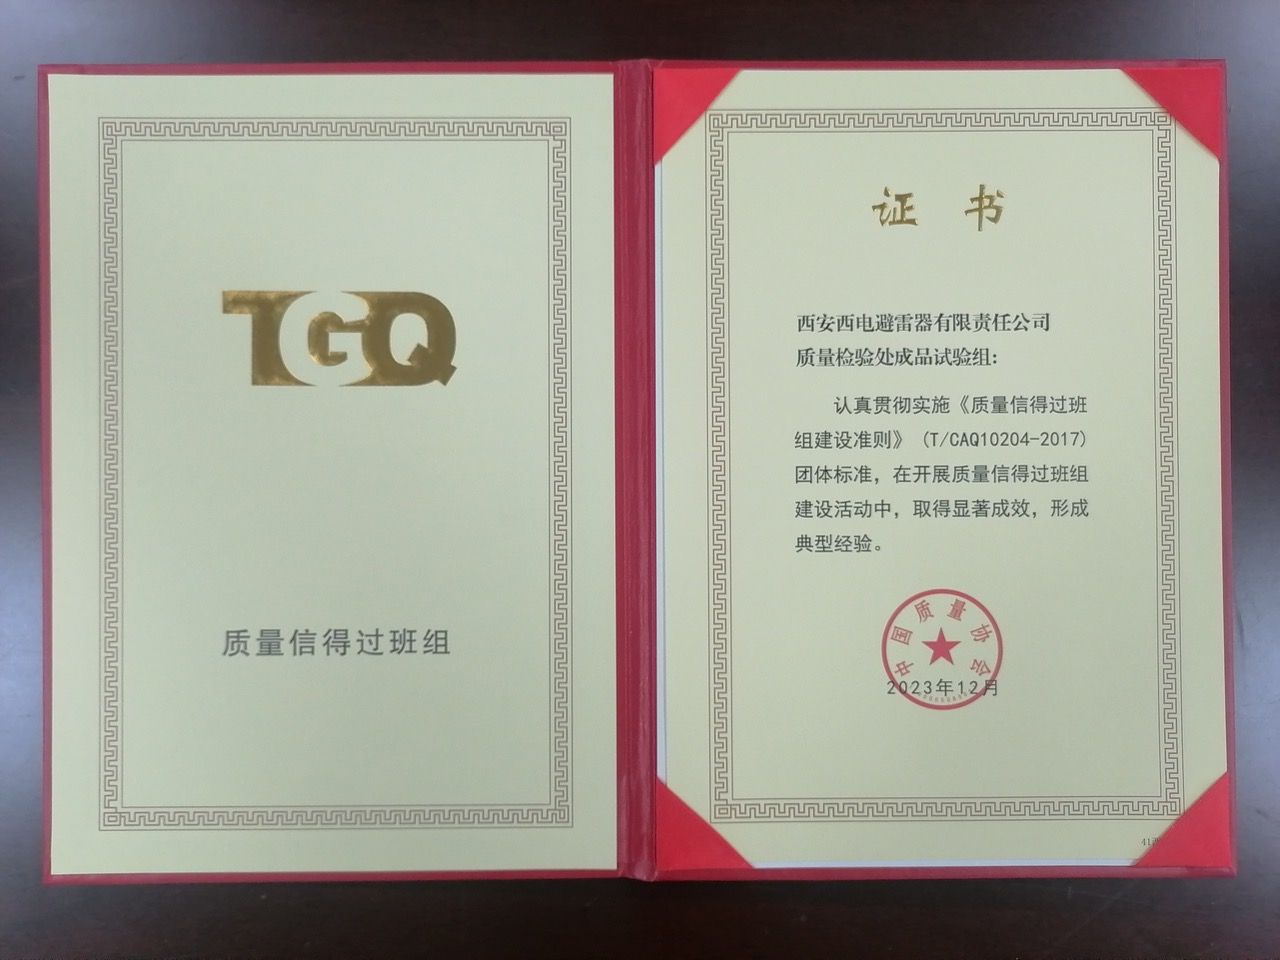 TGQ
质量信得过班组
证书
西安西电避雷器有限责任公司
质量检验处成品试验组:
认真贯彻实施《质量信得过班
组建设准则》(T/CAQ10204-2017)
团体标准，在开展质量信得过班组
建设活动中，取得显著成效，形成
典型经验。
中国质量协会
2023年12月